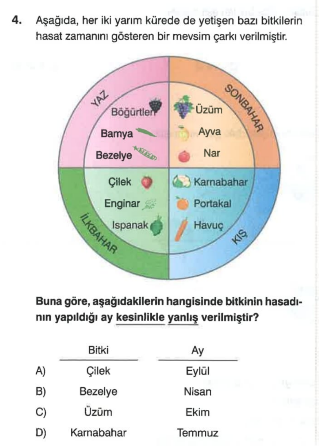 4. Aşağıda, her iki yarım kürede de yetişen bazı bitkilerin
hasat zamanını gösteren bir mevsim çarkı verilmiştir.
YAZ
SONBAHAR
Böğürtlen
Üzüm
Bamya
Ayva
Bezelye
Nar
Çilek
Karnabahar
Enginar
Portakal
Ispanak
Havuç
İLKBAHAR
KIŞ
Buna göre, aşağıdakilerin hangisinde bitkinin hasadı-
nın yapıldığı ay kesinlikle yanlış verilmiştir?
Bitki Ay
A) Çilek Eylül
B) Bezelye Nisan
C) Üzüm Ekim
D) Karnabahar Temmuz